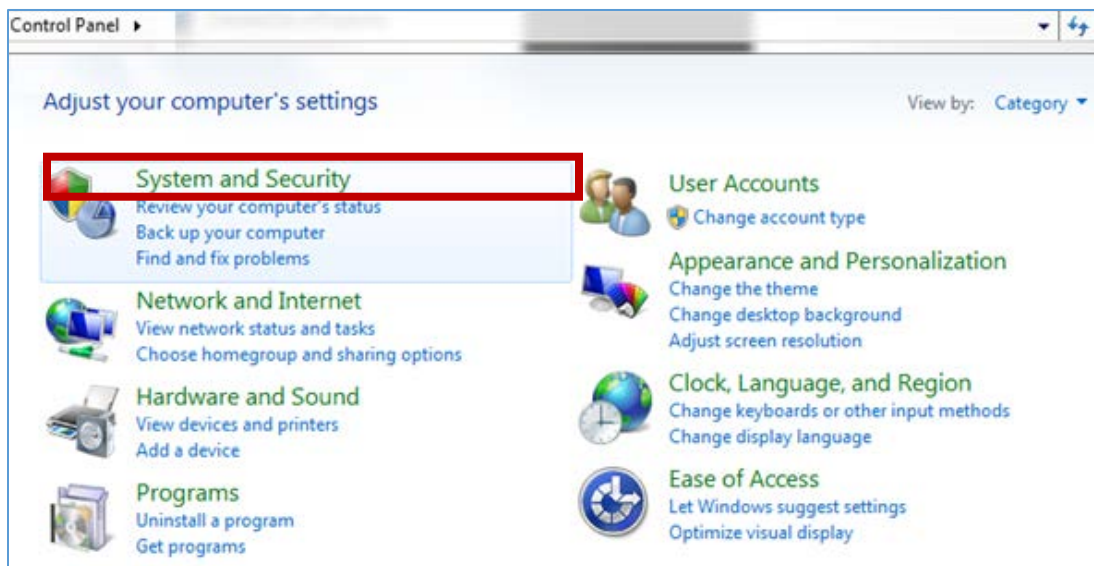 Control Panel
Adjust your computer's settings
View by: Category
System and Security
Review your computer's status
Back up your computer
Find and fix problems
Network and Internet
View network status and tasks
Choose homegroup and sharing options
Hardware and Sound
View devices and printers
Add a device
Programs
Uninstall a program
Get programs
User Accounts
Change account type
Appearance and Personalization
Change the theme
Change desktop background
Adjust screen resolution
Clock, Language, and Region
Change keyboards or other input methods
Change display language
Ease of Access
Let Windows suggest settings
Optimize visual display